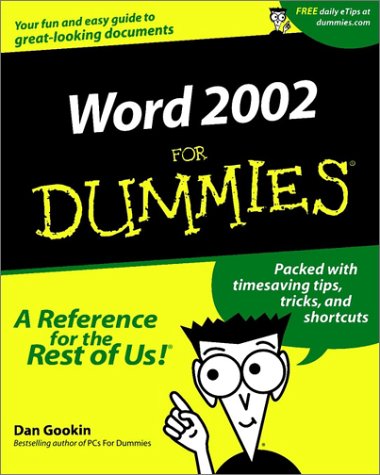 Your fun and easy guide to
great-looking documents
FREE daily eTips at
dummies.com
Word 2002
FOR
DUMMIES®
Packed with
timesaving tips,
tricks, and
shortcuts
A Reference
for the
Rest of Us!®
Dan Gookin
Bestselling author of PCs For Dummies